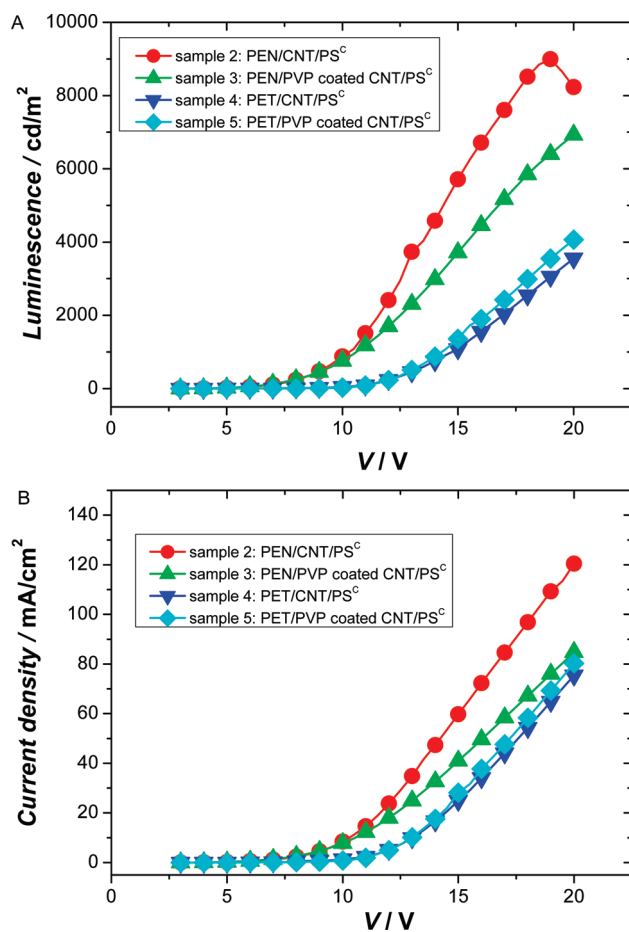 A
10000
8000
6000
4000
2000
0
Luminescence / cd/m²
sample 2: PEN/CNT/PSᶜ
sample 3: PEN/PVP coated CNT/PSᶜ
sample 4: PET/CNT/PSᶜ
sample 5: PET/PVP coated CNT/PSᶜ
0 5 10 15 20
V / V
B
140
120
100
80
60
40
20
0
Current density / mA/cm²
sample 2: PEN/CNT/PSᶜ
sample 3: PEN/PVP coated CNT/PSᶜ
sample 4: PET/CNT/PSᶜ
sample 5: PET/PVP coated CNT/PSᶜ
0 5 10 15 20
V / V